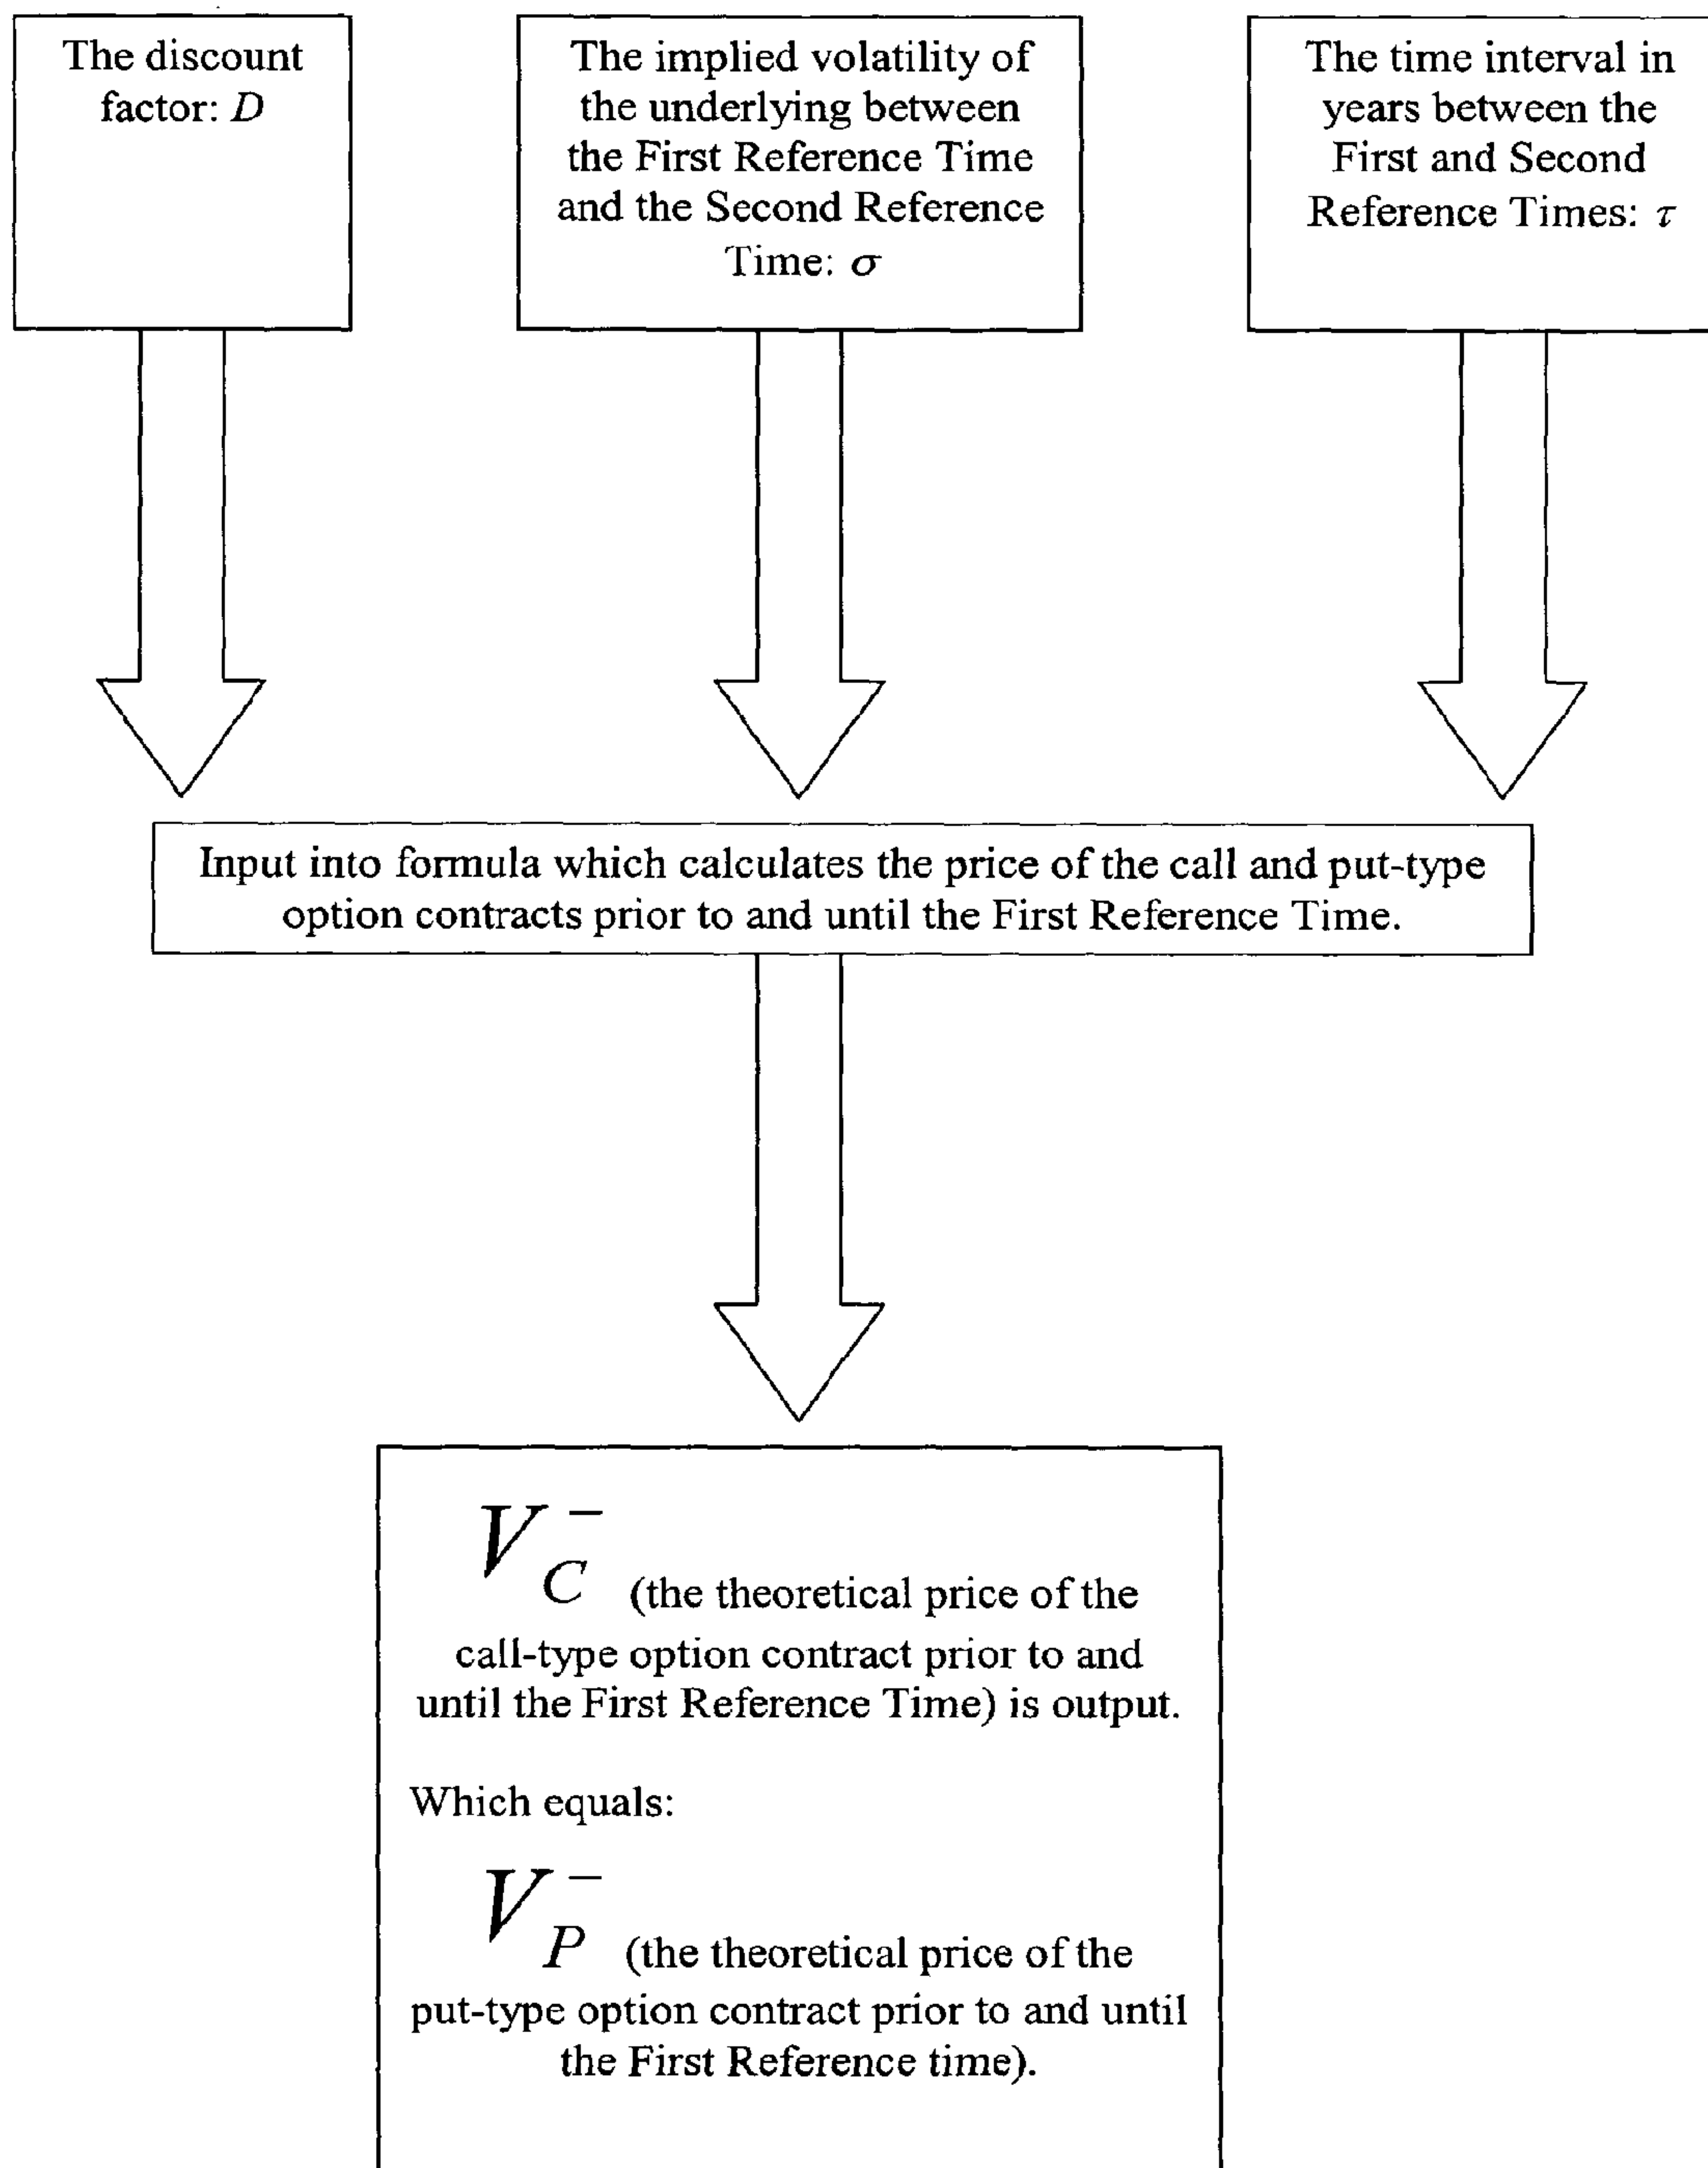 The discount
factor: D
The implied volatility of
the underlying between
the First Reference Time
and the Second Reference
Time: σ
The time interval in
years between the
First and Second
Reference Times: τ
Input into formula which calculates the price of the call and put-type
option contracts prior to and until the First Reference Time.
V_C^− (the theoretical price of the
call-type option contract prior to and
until the First Reference Time) is output.
Which equals:
V_P^− (the theoretical price of the
put-type option contract prior to and until
the First Reference time).